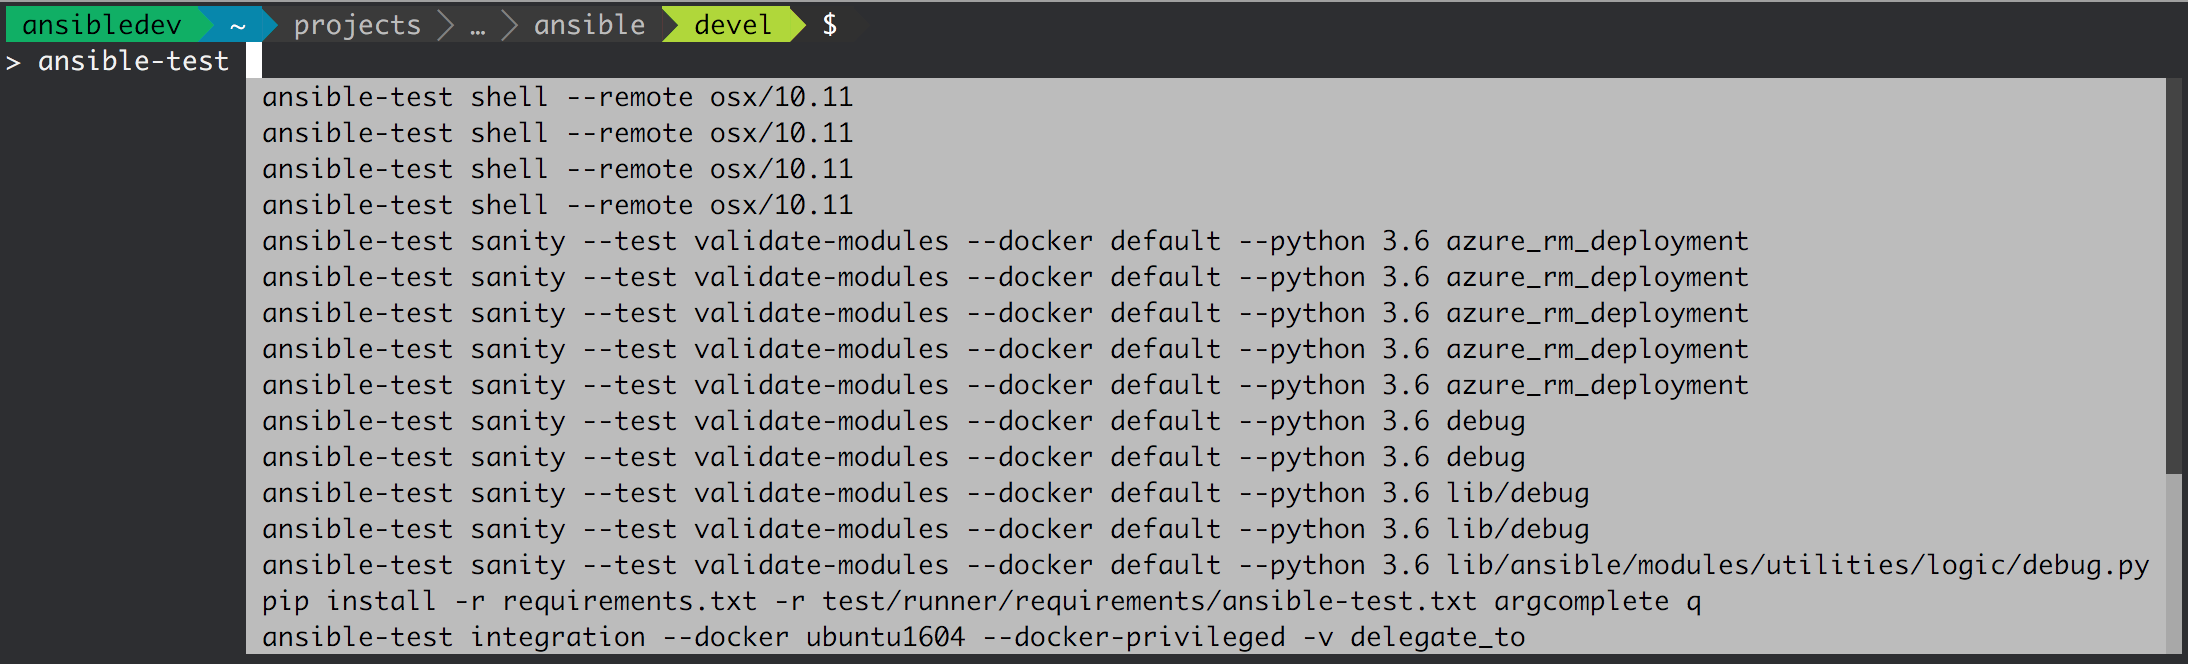 ansibledev ~ projects … ansible devel $
> ansible-test
ansible-test shell --remote osx/10.11
ansible-test shell --remote osx/10.11
ansible-test shell --remote osx/10.11
ansible-test shell --remote osx/10.11
ansible-test sanity --test validate-modules --docker default --python 3.6 azure_rm_deployment
ansible-test sanity --test validate-modules --docker default --python 3.6 azure_rm_deployment
ansible-test sanity --test validate-modules --docker default --python 3.6 azure_rm_deployment
ansible-test sanity --test validate-modules --docker default --python 3.6 azure_rm_deployment
ansible-test sanity --test validate-modules --docker default --python 3.6 azure_rm_deployment
ansible-test sanity --test validate-modules --docker default --python 3.6 debug
ansible-test sanity --test validate-modules --docker default --python 3.6 debug
ansible-test sanity --test validate-modules --docker default --python 3.6 lib/debug
ansible-test sanity --test validate-modules --docker default --python 3.6 lib/debug
ansible-test sanity --test validate-modules --docker default --python 3.6 lib/ansible/modules/utilities/logic/debug.py
pip install -r requirements.txt -r test/runner/requirements/ansible-test.txt argcomplete q
ansible-test integration --docker ubuntu1604 --docker-privileged -v delegate_to